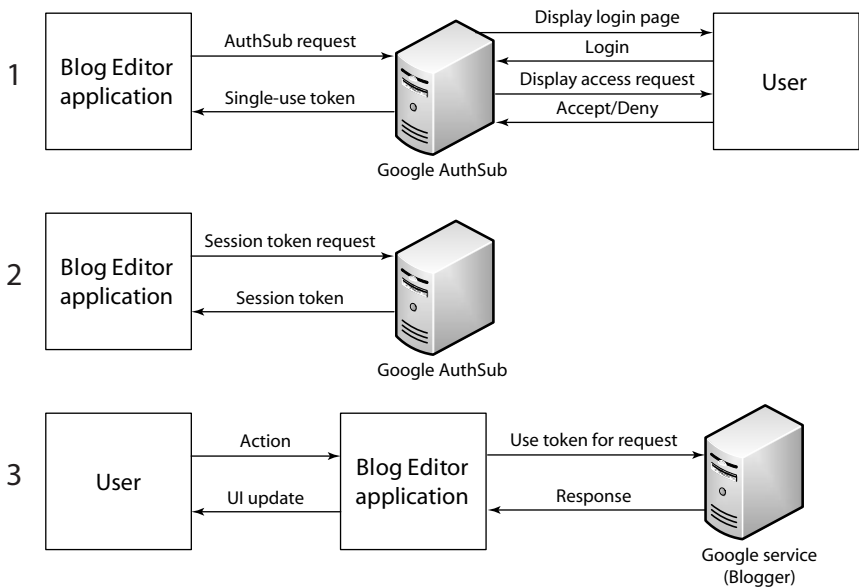 1
Blog Editor
application
AuthSub request
Single-use token
Google AuthSub
Display login page
Login
Display access request
Accept/Deny
User
2
Blog Editor
application
Session token request
Session token
Google AuthSub
3
User
Action
UI update
Blog Editor
application
Use token for request
Response
Google service
(Blogger)